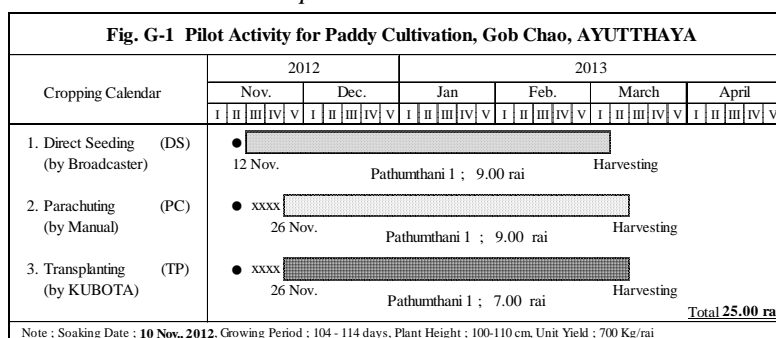 Fig. G-1 Pilot Activity for Paddy Cultivation, Gob Chao, AYUTTHAYA
Cropping Calendar 2012 2013
Nov. Dec. Jan Feb. March April
I II III IV V I II III IV V I II III IV V I II III IV V I II III IV V I II III IV V
1. Direct Seeding (DS)
(by Broadcaster) 12 Nov. Pathumthani 1 ; 9.00 rai Harvesting
2. Parachuting (PC) xxxx
(by Manual) 26 Nov. Pathumthani 1 ; 9.00 rai Harvesting
3. Transplanting (TP) xxxx
(by KUBOTA) 26 Nov. Pathumthani 1 ; 7.00 rai Harvesting
Total 25.00 ra
Note ; Soaking Date ; 10 Nov., 2012, Growing Period ; 104 - 114 days, Plant Height ; 100-110 cm, Unit Yield ; 700 Kg/rai